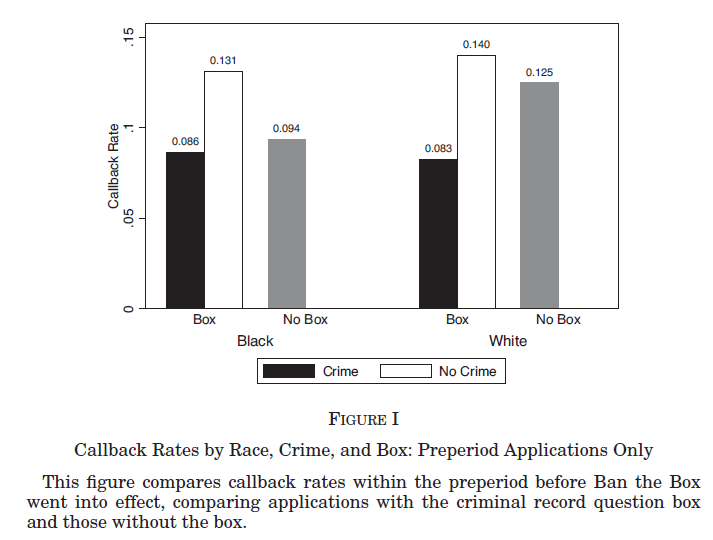 .15
0.140
0.131
0.125
Callback Rate
.1
0.094
0.086
0.083
.05
0
Box
No Box
Box
No Box
Black
White
Crime
No Crime
FIGURE I
Callback Rates by Race, Crime, and Box: Preperiod Applications Only
This figure compares callback rates within the preperiod before Ban the Box
went into effect, comparing applications with the criminal record question box
and those without the box.